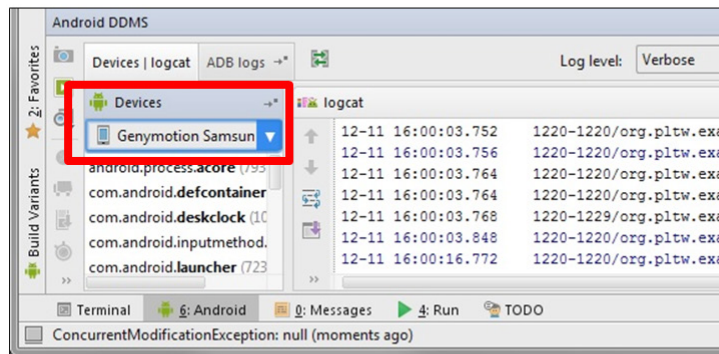 Android DDMS
2: Favorites
Build Variants
Devices | logcat ADB logs →" Log level: Verbose
Devices →" logcat
Genymotion Samsun
android.process.acore (793
com.android.defcontainer
com.android.deskclock (10
com.android.inputmethod.
com.android.launcher (723
12-11 16:00:03.752 1220-1220/org.pltw.exa
12-11 16:00:03.756 1220-1220/org.pltw.exa
12-11 16:00:03.764 1220-1220/org.pltw.exa
12-11 16:00:03.764 1220-1220/org.pltw.exa
12-11 16:00:03.768 1220-1229/org.pltw.exa
12-11 16:00:03.848 1220-1220/org.pltw.exa
12-11 16:00:16.772 1220-1220/org.pltw.exa
Terminal 6: Android 0: Messages 4: Run TODO
ConcurrentModificationException: null (moments ago)